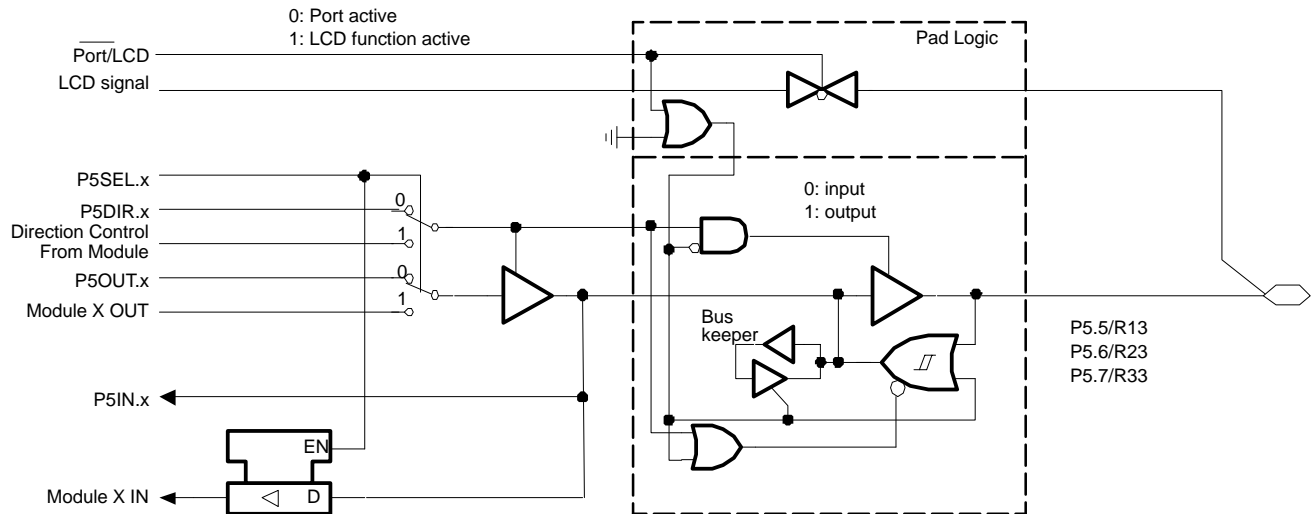 0: Port active
1: LCD function active
Port/LCD
LCD signal
Pad Logic
P5SEL.x
P5DIR.x
0
Direction Control
From Module
1
P5OUT.x
0
Module X OUT
1
0: input
1: output
Bus
keeper
P5.5/R13
P5.6/R23
P5.7/R33
P5IN.x
EN
Module X IN
D